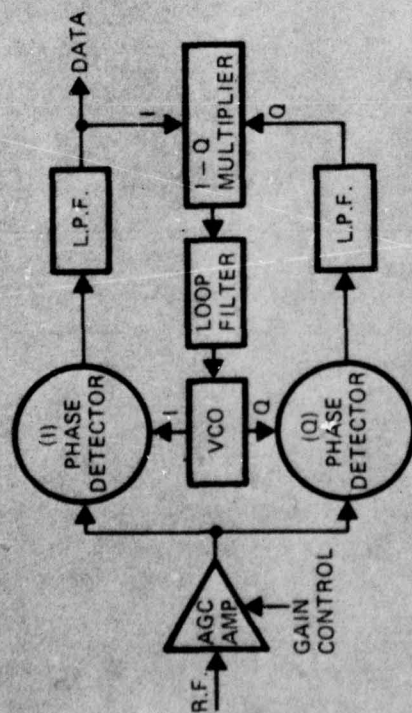 R.F.
AGC
AMP
GAIN
CONTROL
(I)
PHASE
DETECTOR
I
VCO
Q
(Q)
PHASE
DETECTOR
LOOP
FILTER
L.P.F.
L.P.F.
I
I-Q
MULTIPLIER
Q
DATA